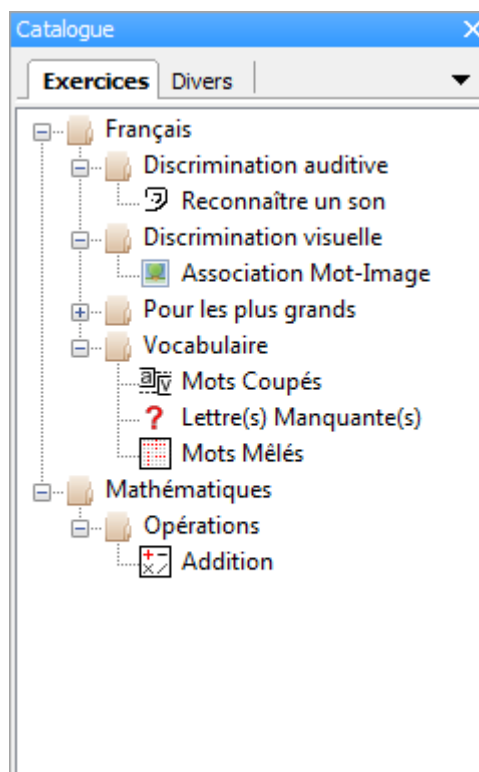 Catalogue
Exercices Divers
Français
Discrimination auditive
Reconnaître un son
Discrimination visuelle
Association Mot-Image
Pour les plus grands
Vocabulaire
Mots Coupés
Lettre(s) Manquante(s)
Mots Mêlés
Mathématiques
Opérations
Addition